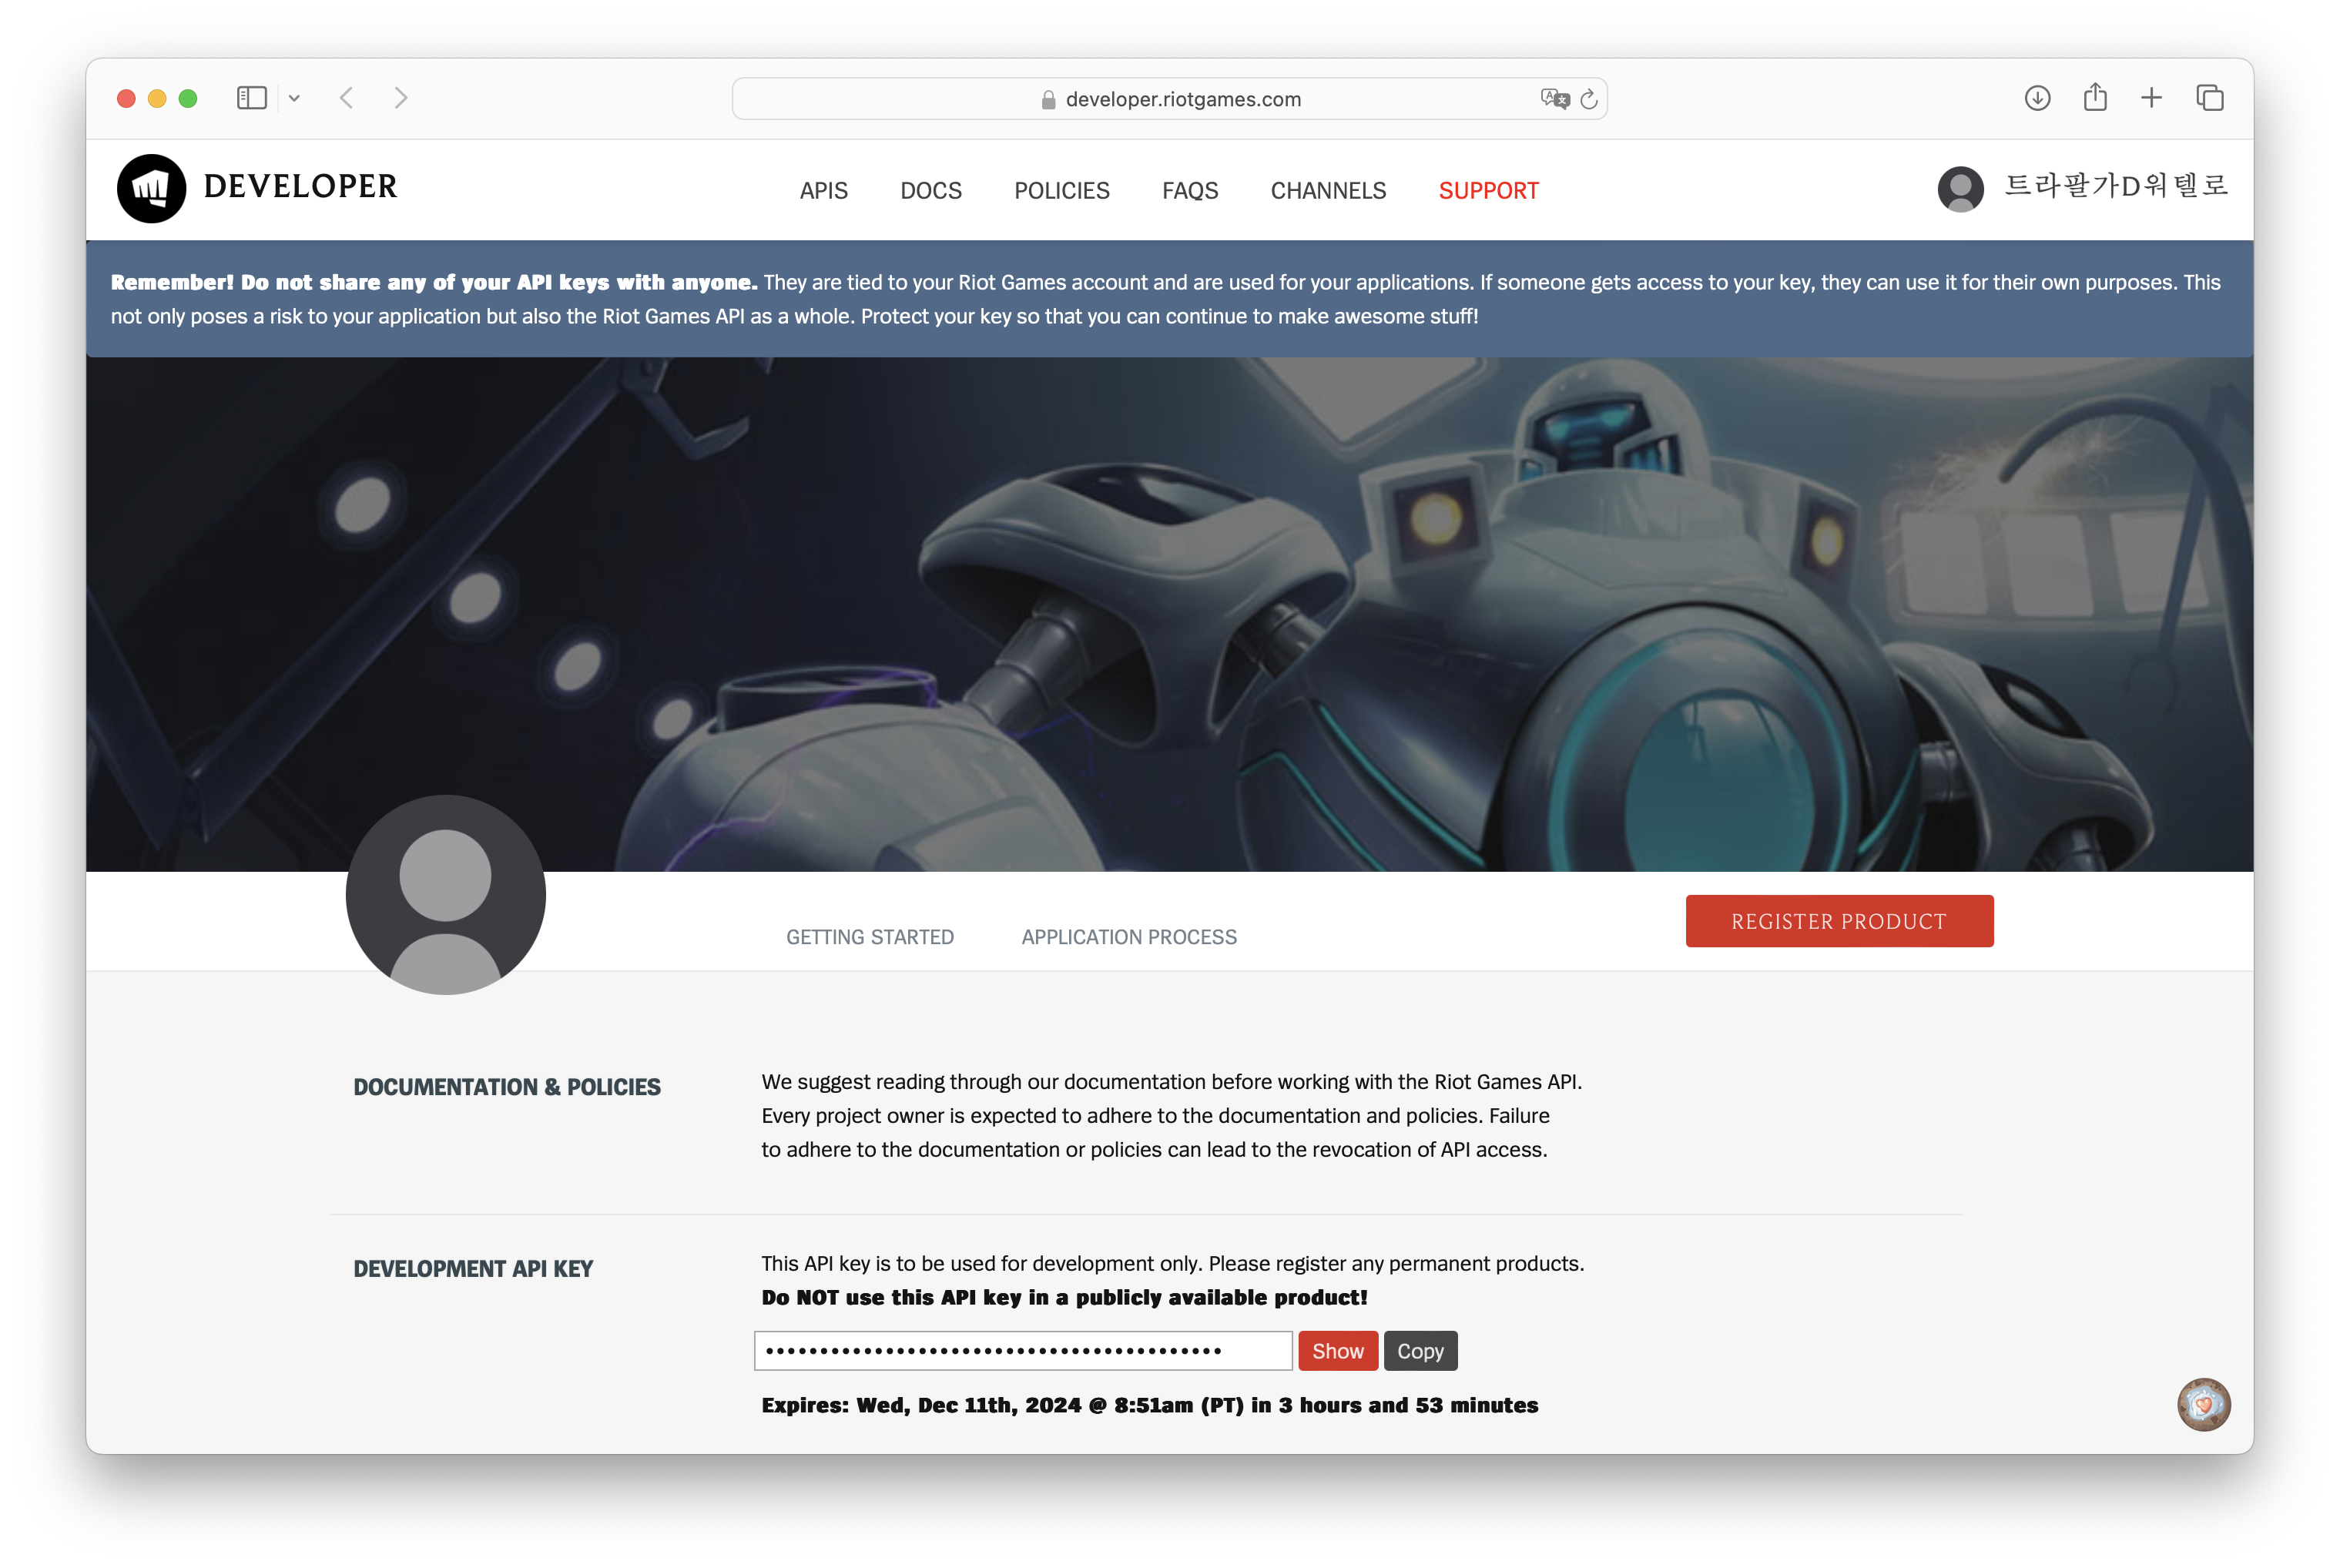 developer.riotgames.com
DEVELOPER
APIS DOCS POLICIES FAQS CHANNELS SUPPORT
트라팔가D워텔로
Remember! Do not share any of your API keys with anyone. They are tied to your Riot Games account and are used for your applications. If someone gets access to your key, they can use it for their own purposes. This
not only poses a risk to your application but also the Riot Games API as a whole. Protect your key so that you can continue to make awesome stuff!
GETTING STARTED APPLICATION PROCESS
REGISTER PRODUCT
DOCUMENTATION & POLICIES
We suggest reading through our documentation before working with the Riot Games API.
Every project owner is expected to adhere to the documentation and policies. Failure
to adhere to the documentation or policies can lead to the revocation of API access.
DEVELOPMENT API KEY
This API key is to be used for development only. Please register any permanent products.
Do NOT use this API key in a publicly available product!
••••••••••••••••••••••••••••••••••••••••••
Show Copy
Expires: Wed, Dec 11th, 2024 @ 8:51am (PT) in 3 hours and 53 minutes